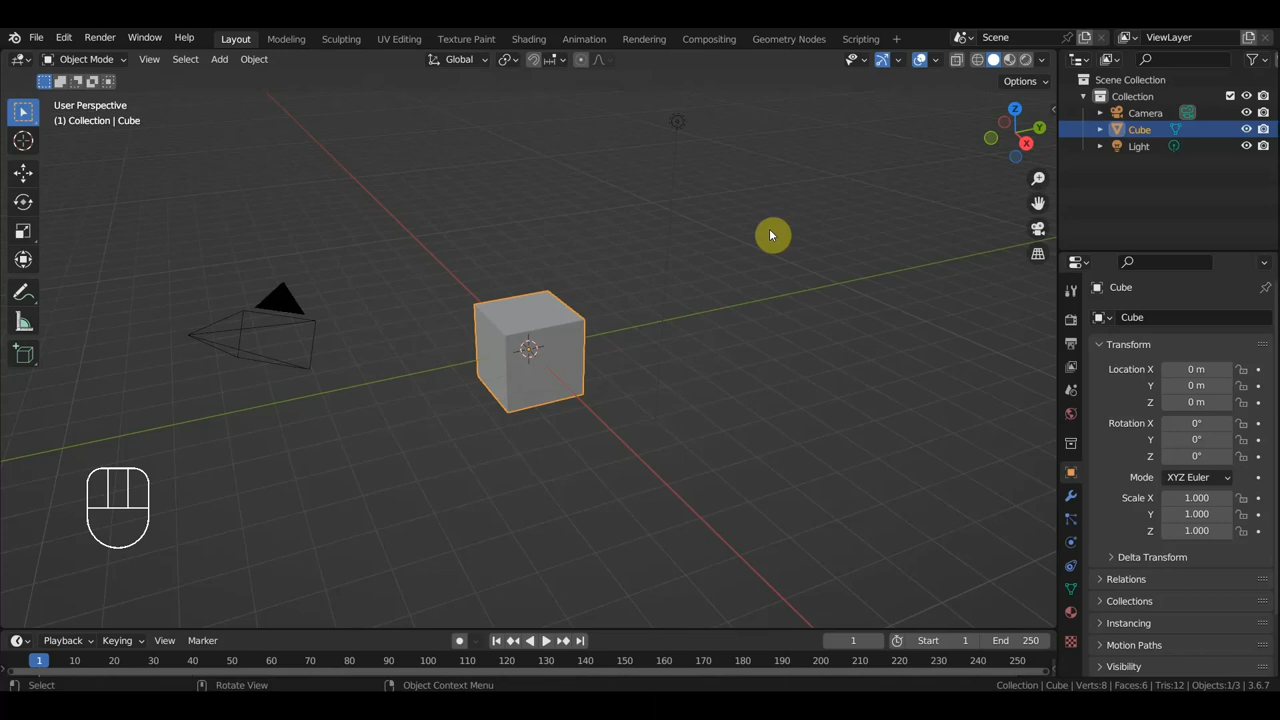 File Edit Render Window Help Layout Modeling Sculpting UV Editing Texture Paint Shading Animation Rendering Compositing Geometry Nodes Scripting + Scene ViewLayer
Object Mode View Select Add Object Global
Options
User Perspective
(1) Collection | Cube
Z
Y
X
Scene Collection
Collection
Camera
Cube
Light
Cube
Cube
Transform
Location X 0 m
Y 0 m
Z 0 m
Rotation X 0°
Y 0°
Z 0°
Mode XYZ Euler
Scale X 1.000
Y 1.000
Z 1.000
Delta Transform
Relations
Collections
Instancing
Motion Paths
Visibility
Playback Keying View Marker 1 Start 1 End 250
1 10 20 30 40 50 60 70 80 90 100 110 120 130 140 150 160 170 180 190 200 210 220 230 240 250
Select Rotate View Object Context Menu Collection | Cube | Verts:8 | Faces:6 | Tris:12 | Objects:1/3 | 3.6.7